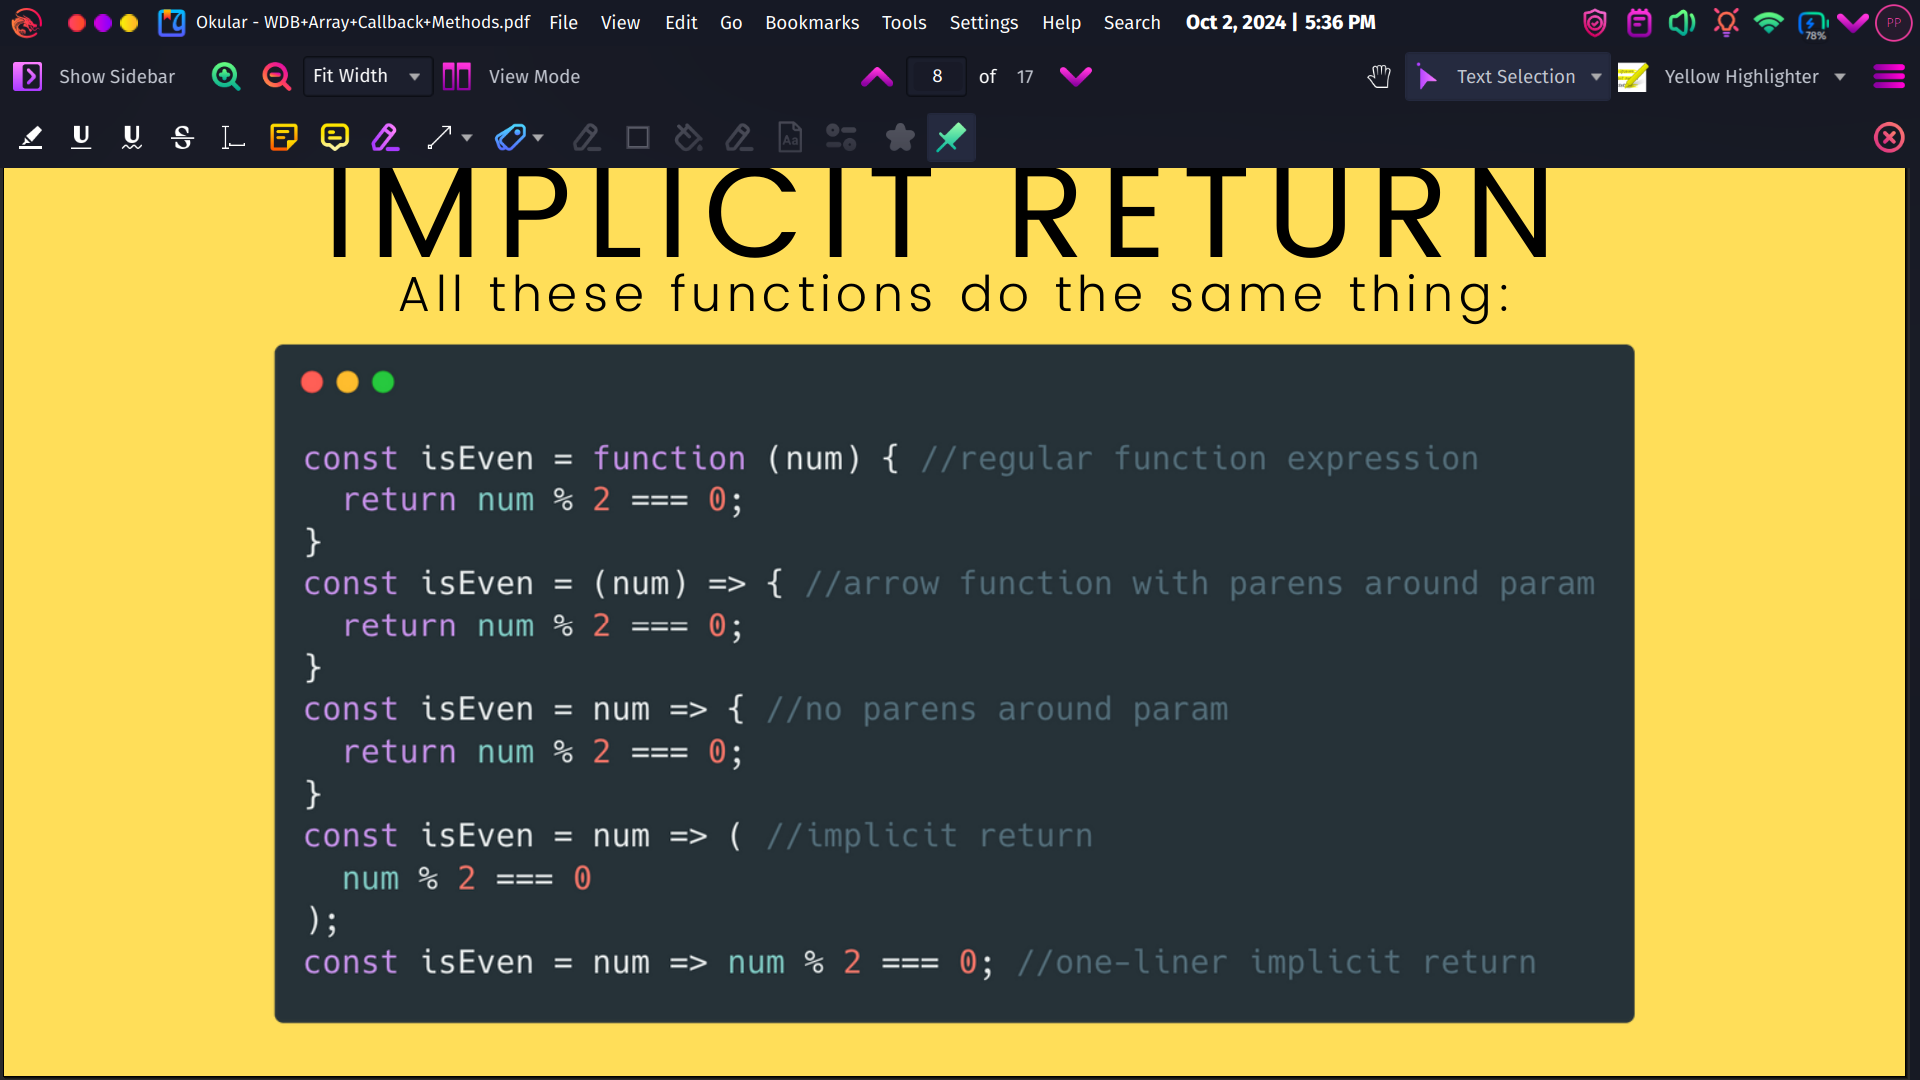 Okular - WDB+Array+Callback+Methods.pdf File View Edit Go Bookmarks Tools Settings Help Search Oct 2, 2024 | 5:36 PM 78% PP
Show Sidebar Fit Width View Mode 8 of 17 Text Selection Yellow Highlighter
IMPLICIT RETURN
All these functions do the same thing:
const isEven = function (num) { //regular function expression
  return num % 2 === 0;
}
const isEven = (num) => { //arrow function with parens around param
  return num % 2 === 0;
}
const isEven = num => { //no parens around param
  return num % 2 === 0;
}
const isEven = num => ( //implicit return
  num % 2 === 0
);
const isEven = num => num % 2 === 0; //one-liner implicit return